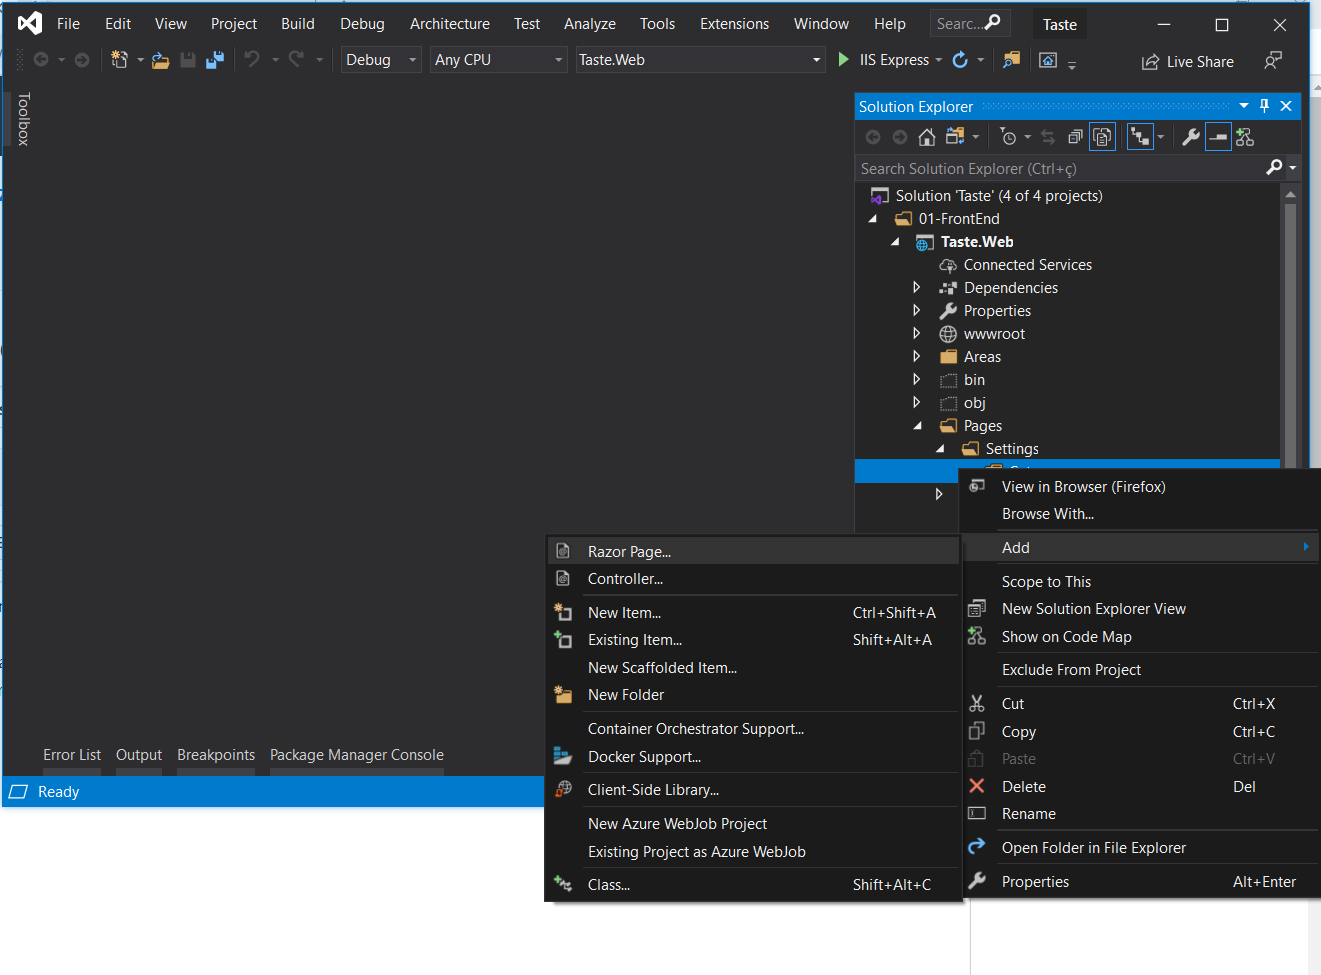 File Edit View Project Build Debug Architecture Test Analyze Tools Extensions Window Help Searc... Taste
Debug Any CPU Taste.Web IIS Express Live Share
Toolbox
Solution Explorer
Search Solution Explorer (Ctrl+ç)
Solution 'Taste' (4 of 4 projects)
01-FrontEnd
Taste.Web
Connected Services
Dependencies
Properties
wwwroot
Areas
bin
obj
Pages
Settings
View in Browser (Firefox)
Browse With...
Add
Scope to This
New Solution Explorer View
Show on Code Map
Exclude From Project
Cut Ctrl+X
Copy Ctrl+C
Paste Ctrl+V
Delete Del
Rename
Open Folder in File Explorer
Properties Alt+Enter
Razor Page...
Controller...
New Item... Ctrl+Shift+A
Existing Item... Shift+Alt+A
New Scaffolded Item...
New Folder
Container Orchestrator Support...
Docker Support...
Client-Side Library...
New Azure WebJob Project
Existing Project as Azure WebJob
Class... Shift+Alt+C
Error List Output Breakpoints Package Manager Console
Ready